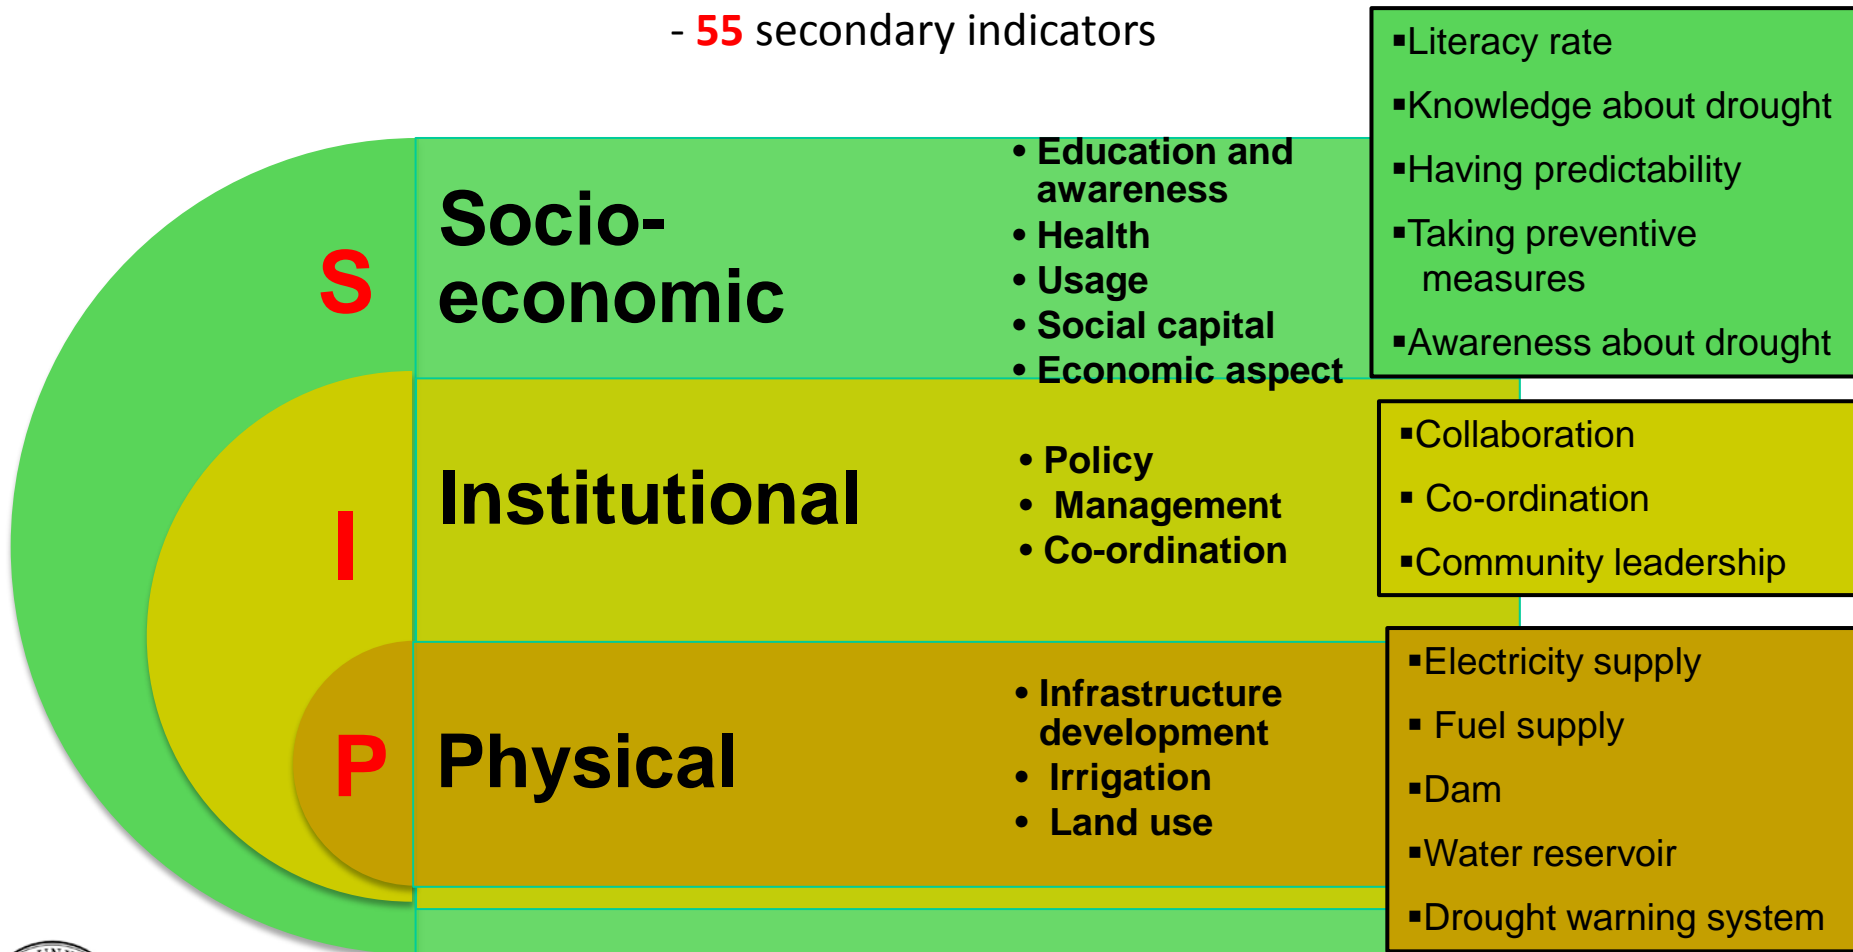 - 55 secondary indicators
S
Socio-
economic
• Education and
awareness
• Health
• Usage
• Social capital
• Economic aspect
▪Literacy rate
▪Knowledge about drought
▪Having predictability
▪Taking preventive
measures
▪Awareness about drought
I
Institutional
• Policy
• Management
• Co-ordination
▪Collaboration
▪ Co-ordination
▪Community leadership
P
Physical
• Infrastructure
development
• Irrigation
• Land use
▪Electricity supply
▪ Fuel supply
▪Dam
▪Water reservoir
▪Drought warning system